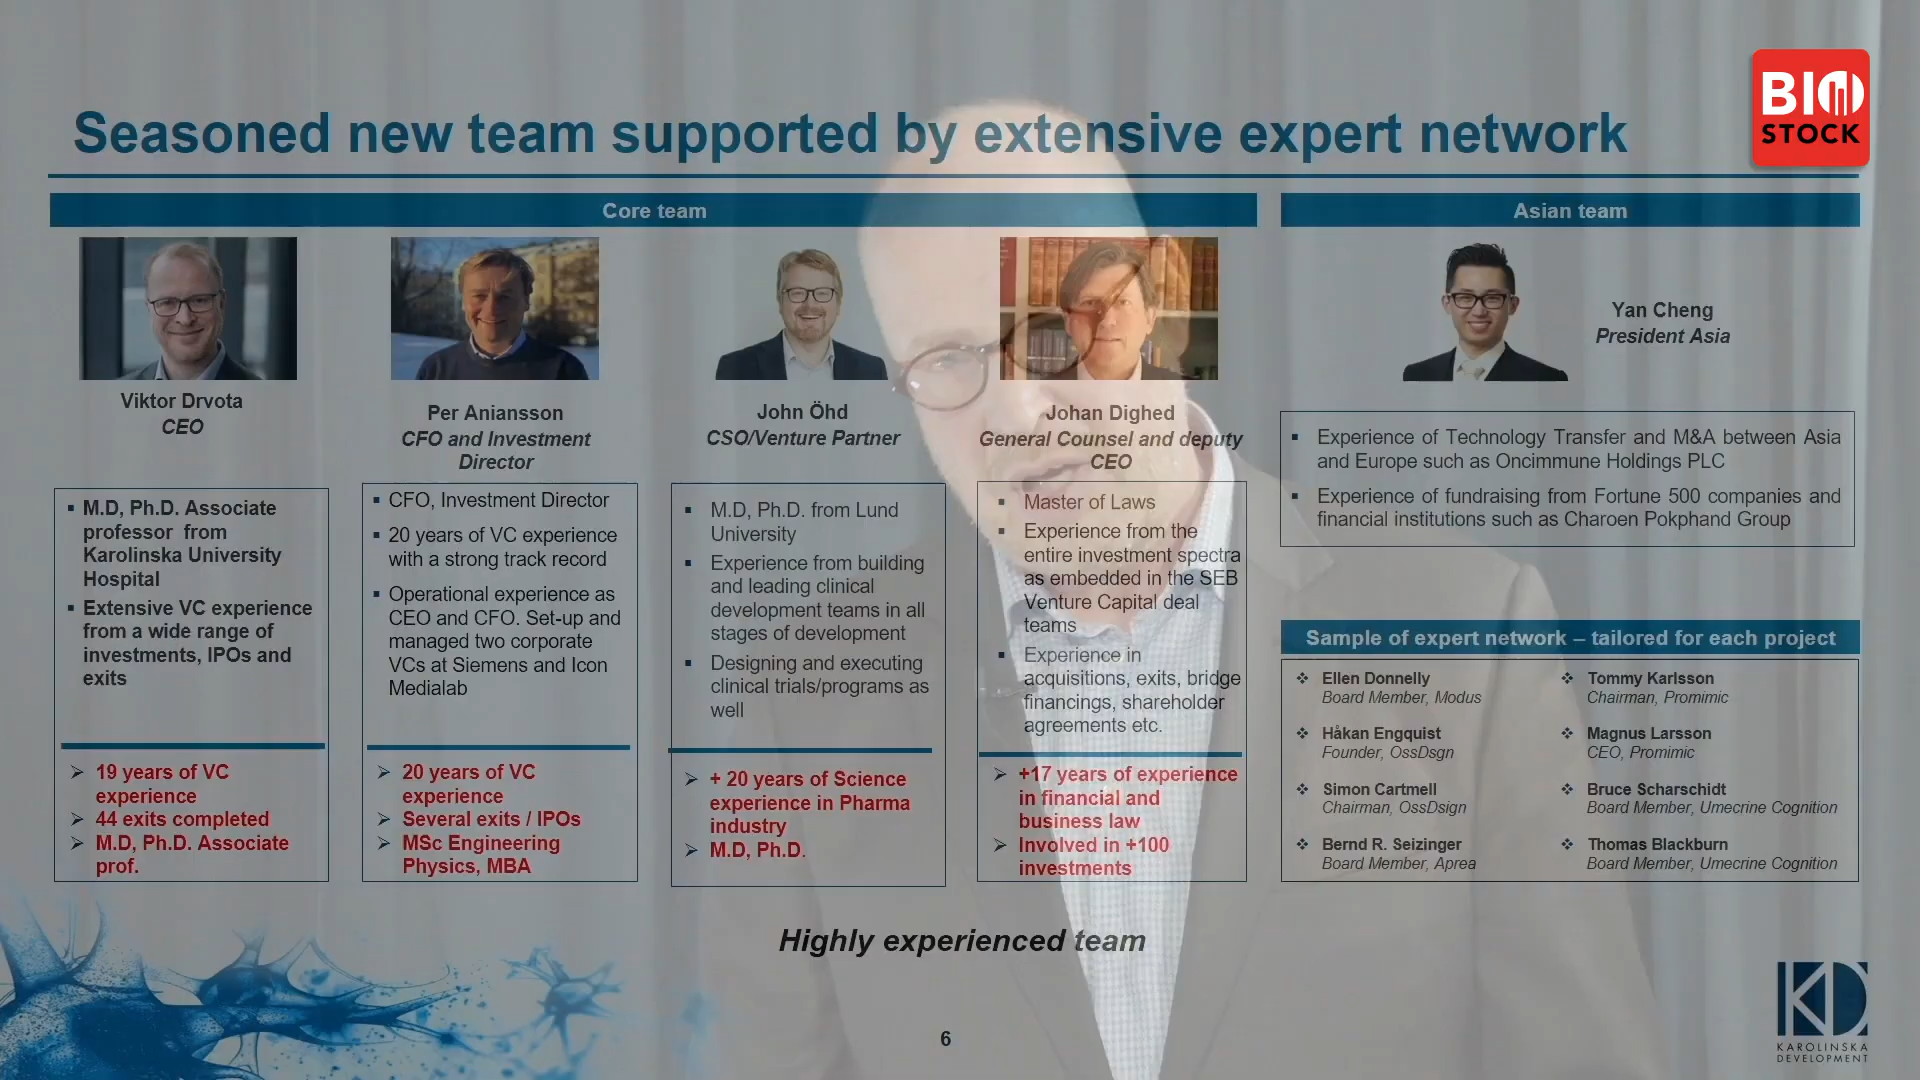 BIO
STOCK
Seasoned new team supported by extensive expert network
Core team
Viktor Drvota
CEO
▪ M.D, Ph.D. Associate
professor from
Karolinska University
Hospital
▪ Extensive VC experience
from a wide range of
investments, IPOs and
exits
➢ 19 years of VC
experience
➢ 44 exits completed
➢ M.D, Ph.D. Associate
prof.
Per Aniansson
CFO and Investment
Director
▪ CFO, Investment Director
▪ 20 years of VC experience
with a strong track record
▪ Operational experience as
CEO and CFO. Set-up and
managed two corporate
VCs at Siemens and Icon
Medialab
➢ 20 years of VC
experience
➢ Several exits / IPOs
➢ MSc Engineering
Physics, MBA
John Öhd
CSO/Venture Partner
▪ M.D, Ph.D. from Lund
University
▪ Experience from building
and leading clinical
development teams in all
stages of development
▪ Designing and executing
clinical trials/programs as
well
➢ + 20 years of Science
experience in Pharma
industry
➢ M.D, Ph.D.
Johan Dighed
General Counsel and deputy
CEO
▪ Master of Laws
▪ Experience from the
entire investment spectra
as embedded in the SEB
Venture Capital deal
teams
▪ Experience in
acquisitions, exits, bridge
financings, shareholder
agreements etc.
➢ +17 years of experience
in financial and
business law
➢ Involved in +100
investments
Asian team
Yan Cheng
President Asia
▪ Experience of Technology Transfer and M&A between Asia
and Europe such as Oncimmune Holdings PLC
▪ Experience of fundraising from Fortune 500 companies and
financial institutions such as Charoen Pokphand Group
Sample of expert network – tailored for each project
❖ Ellen Donnelly
Board Member, Modus
❖ Håkan Engquist
Founder, OssDsgn
❖ Simon Cartmell
Chairman, OssDsign
❖ Bernd R. Seizinger
Board Member, Aprea
❖ Tommy Karlsson
Chairman, Promimic
❖ Magnus Larsson
CEO, Promimic
❖ Bruce Scharschidt
Board Member, Umecrine Cognition
❖ Thomas Blackburn
Board Member, Umecrine Cognition
Highly experienced team
6
KD
KAROLINSKA
DEVELOPMENT